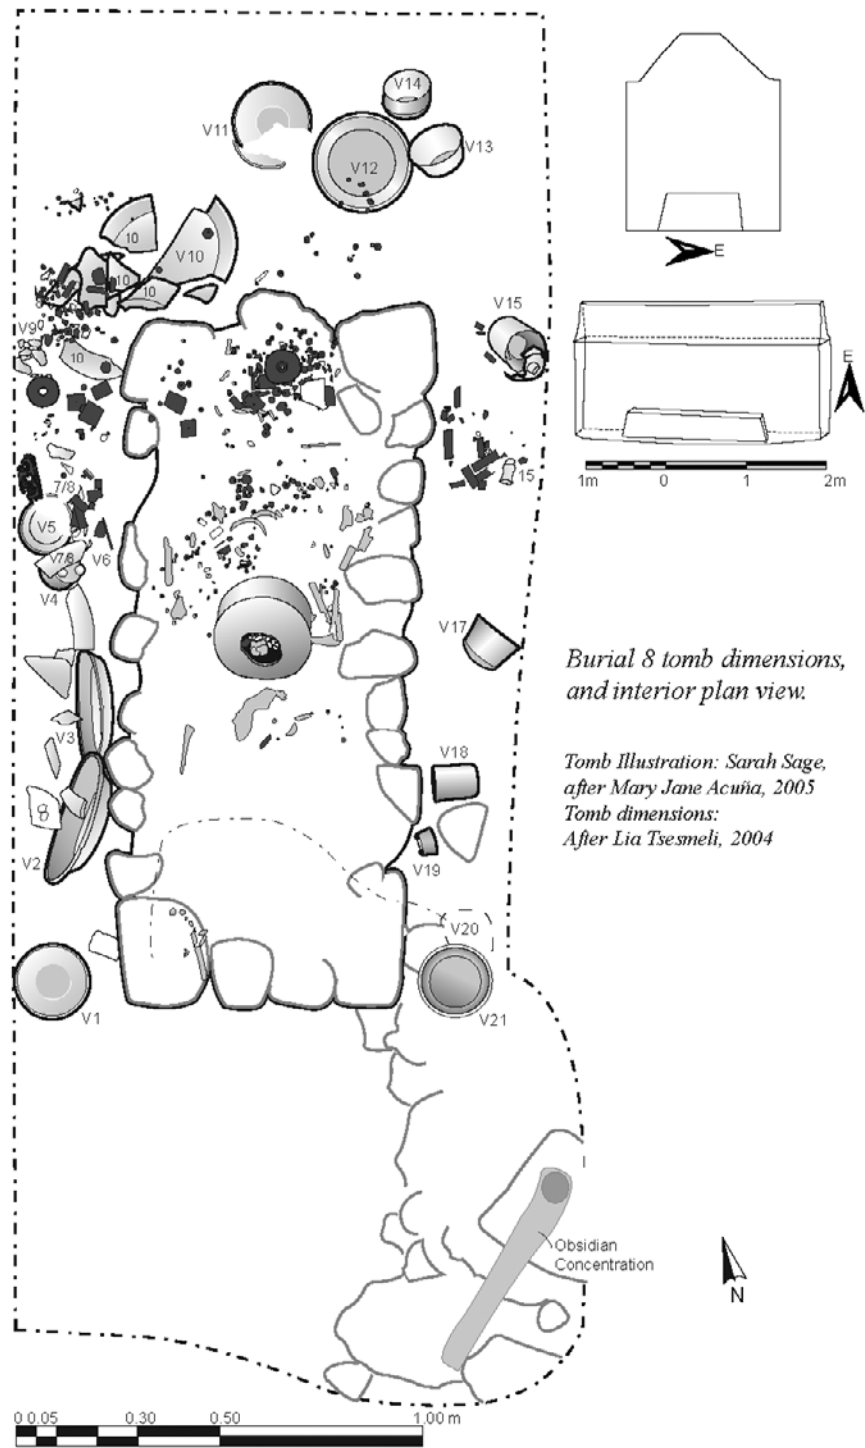 V14
V11
V13
V12
10
V10
10
10
E
V15
V9
10
E
1m 0 1 2m
15
7/8
V5
V7/8
V6
V4
V17
Burial 8 tomb dimensions,
and interior plan view.
V3
V18
Tomb Illustration: Sarah Sage,
after Mary Jane Acuña, 2005
Tomb dimensions:
After Lia Tsesmeli, 2004
8
V2
V19
V20
V1
V21
Obsidian
Concentration
N
0 0.05 0.30 0.50 1.00 m